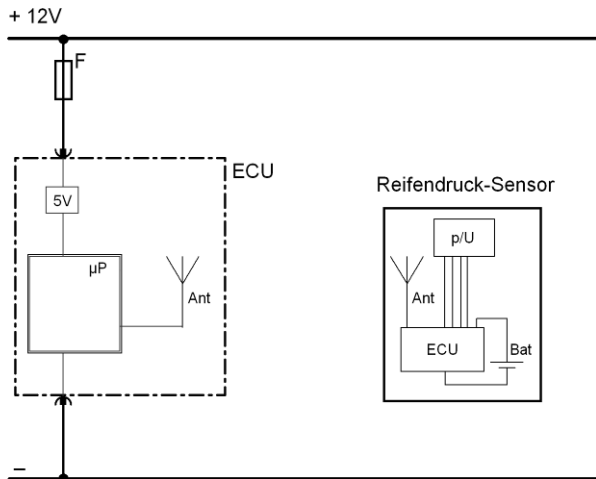 + 12V
F
ECU
5V
µP
Ant
–
Reifendruck-Sensor
p/U
Ant
ECU
Bat